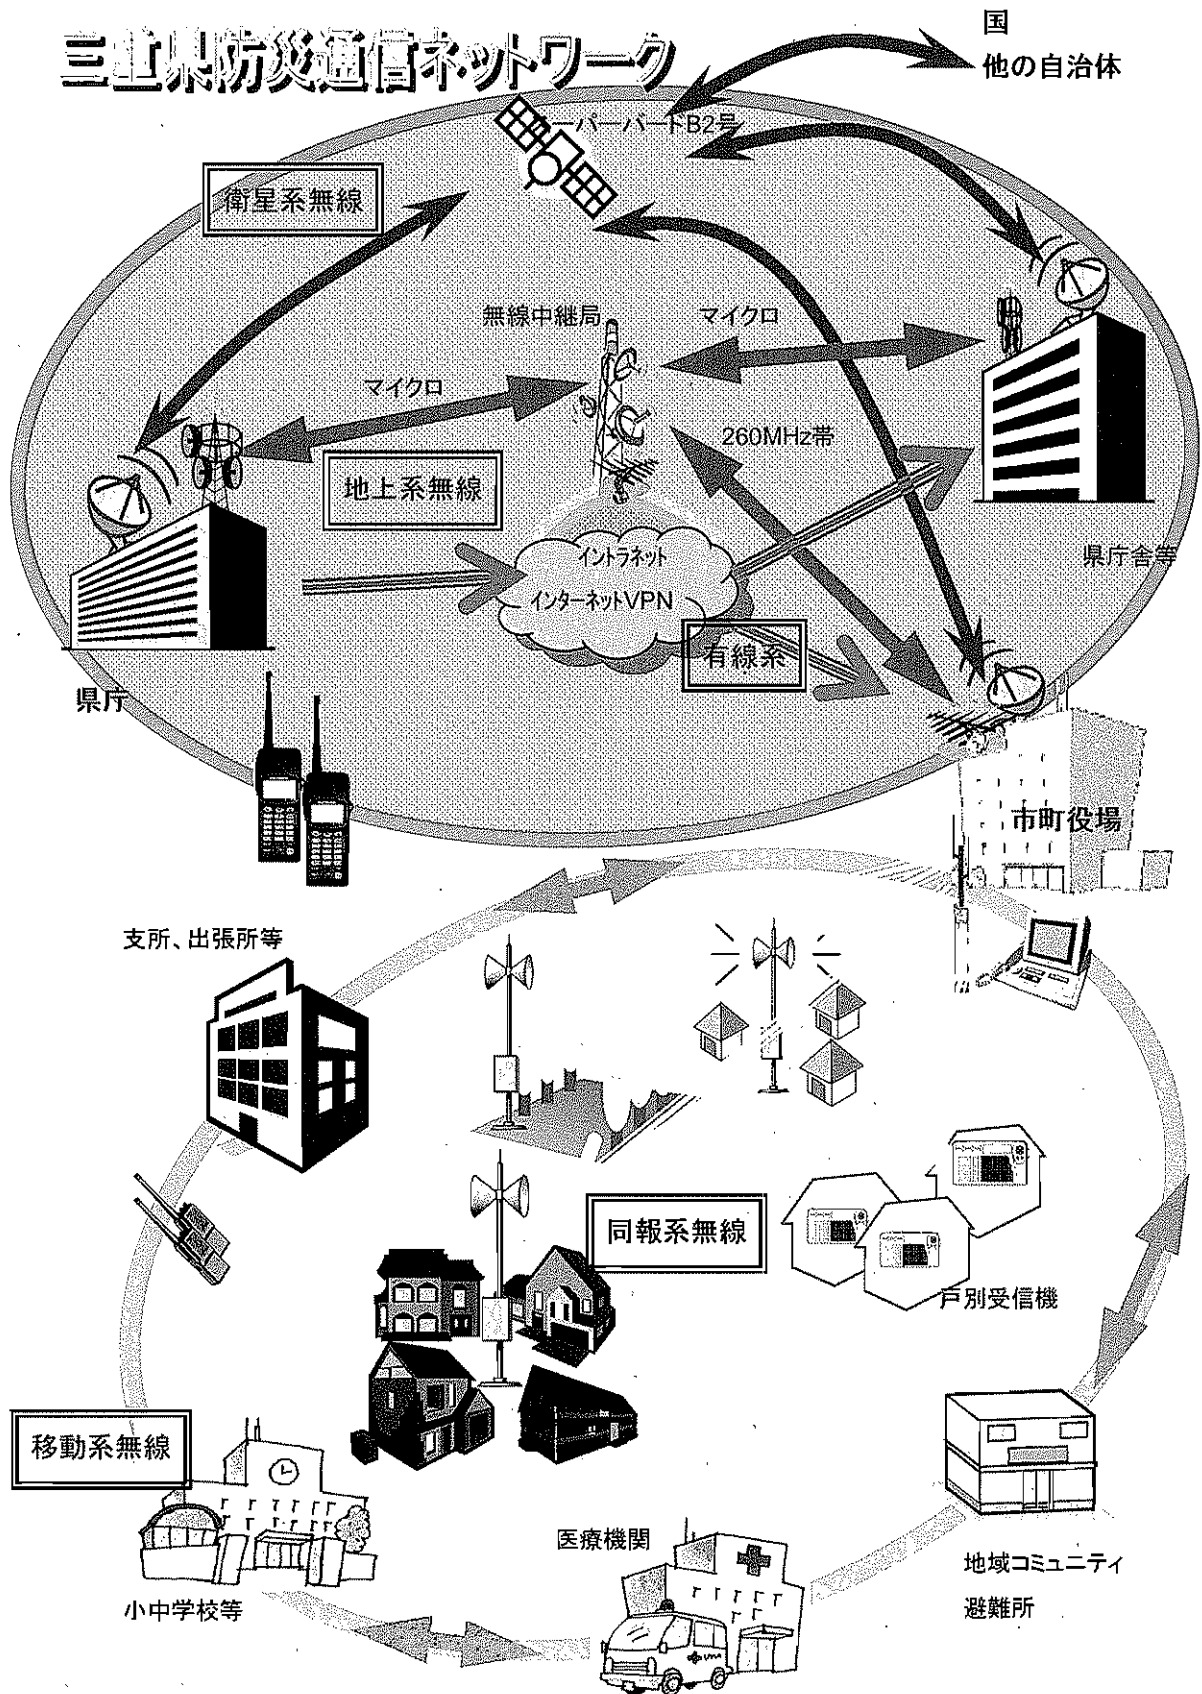 三重県防災通信ネットワーク
国
他の自治体
スーパーバードB2号
衛星系無線
無線中継局
マイクロ
マイクロ
260MHz帯
地上系無線
イントラネット
インターネットVPN
県庁舎等
有線系
県庁
市町役場
支所、出張所等
同報系無線
戸別受信機
移動系無線
医療機関
地域コミュニティ
避難所
小中学校等